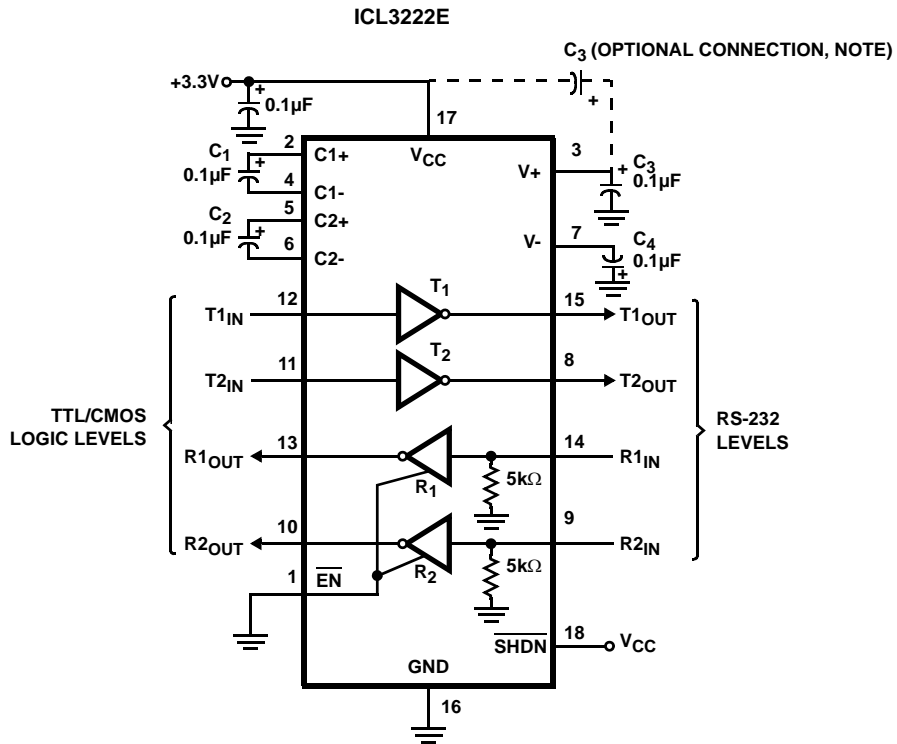 ICL3222E
C3 (OPTIONAL CONNECTION, NOTE)
+3.3V
+
0.1µF
17
+
2
C1+
VCC
3
C1
0.1µF
+
4
C1-
V+
+
C3
0.1µF
5
C2+
C2
0.1µF
+
6
C2-
7
V-
C4
0.1µF
+
T1IN
12
T1
15
T1OUT
T2IN
11
T2
8
T2OUT
TTL/CMOS
LOGIC LEVELS
RS-232
LEVELS
R1OUT
13
R1
5kΩ
14
R1IN
R2OUT
10
R2
5kΩ
9
R2IN
1
EN
SHDN
18
VCC
GND
16